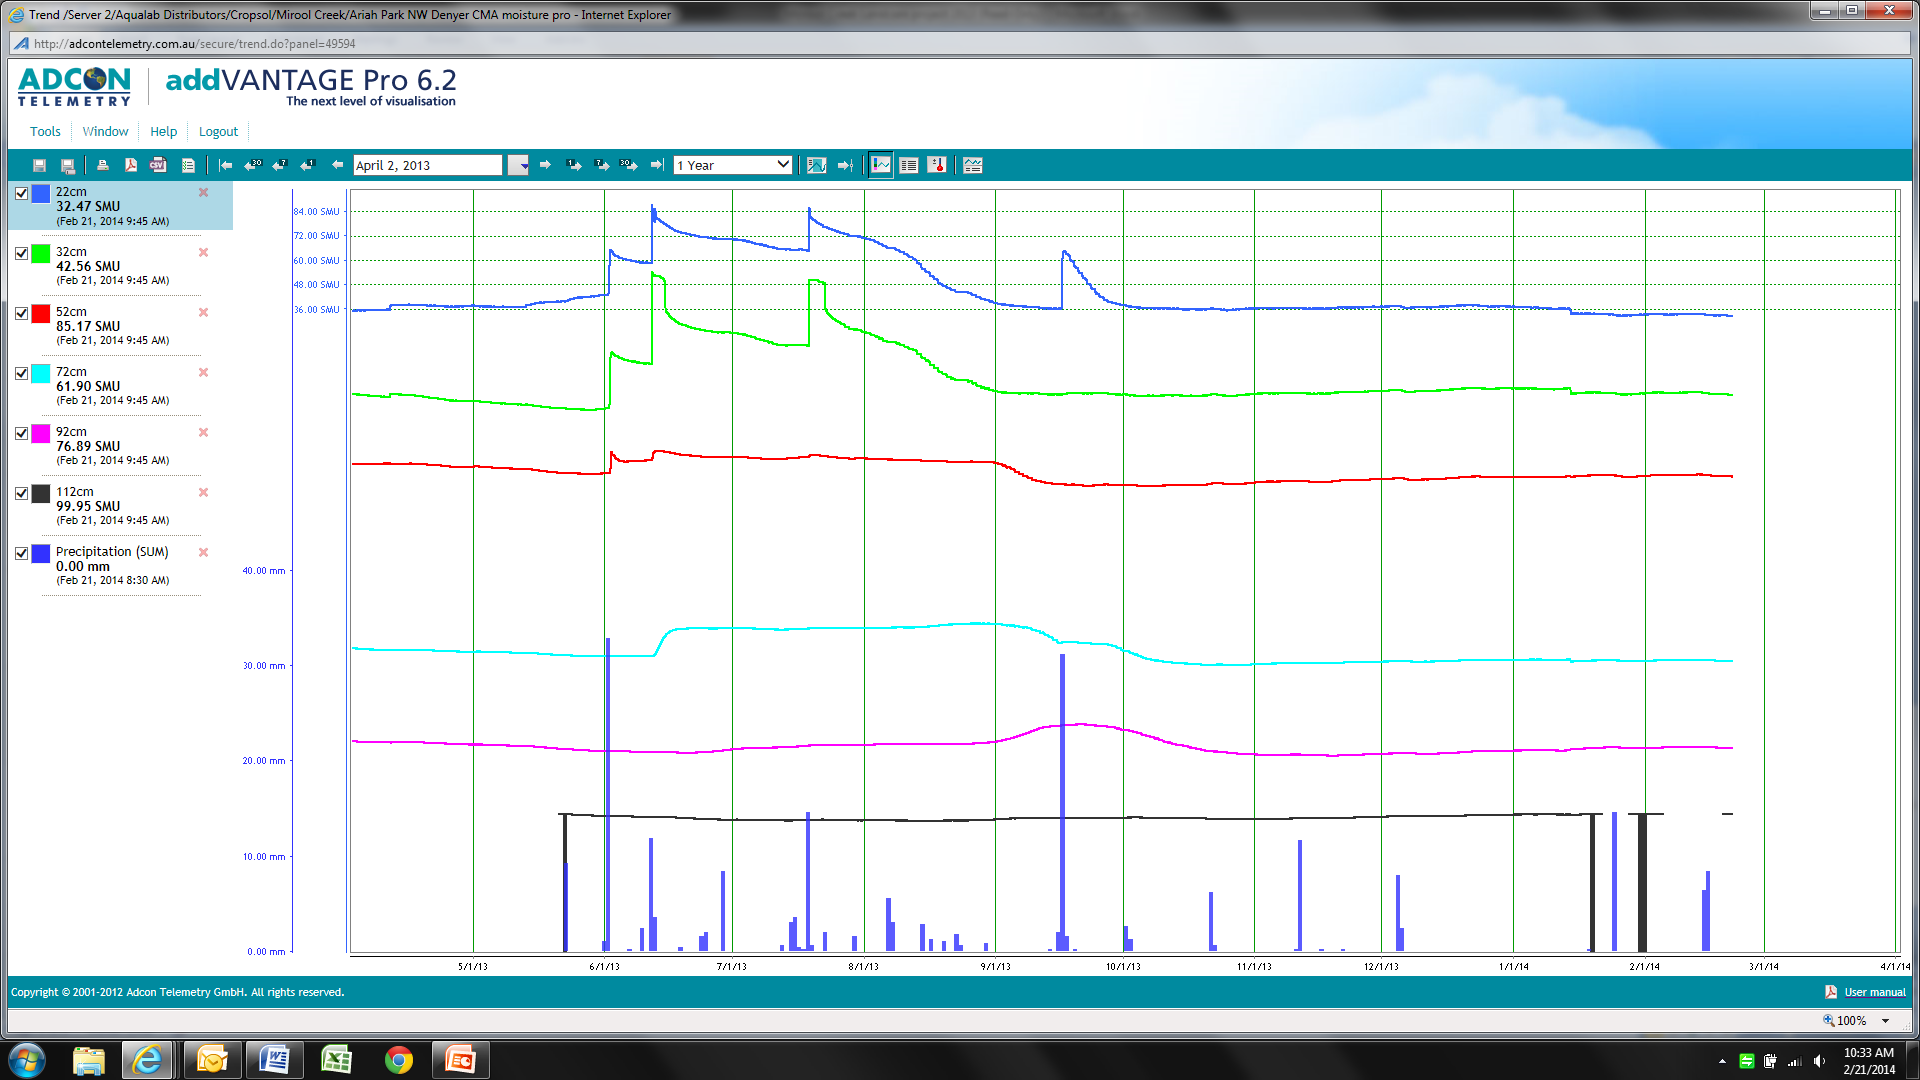 Trend /Server 2/Aqualab Distributors/Cropsol/Mirool Creek/Ariah Park NW Denyer CMA moisture pro - Internet Explorer
http://adcontelemetry.com.au/secure/trend.do?panel=49594
ADCON
TELEMETRY
addVANTAGE Pro 6.2
The next level of visualisation
Tools Window Help Logout
CSV 30 7 1 April 2, 2013 1 7 30 1 Year
22cm
32.47 SMU
(Feb 21, 2014 9:45 AM)
32cm
42.56 SMU
(Feb 21, 2014 9:45 AM)
52cm
85.17 SMU
(Feb 21, 2014 9:45 AM)
72cm
61.90 SMU
(Feb 21, 2014 9:45 AM)
92cm
76.89 SMU
(Feb 21, 2014 9:45 AM)
112cm
99.95 SMU
(Feb 21, 2014 9:45 AM)
Precipitation (SUM)
0.00 mm
(Feb 21, 2014 8:30 AM)
84.00 SMU
72.00 SMU
60.00 SMU
48.00 SMU
36.00 SMU
40.00 mm
30.00 mm
20.00 mm
10.00 mm
0.00 mm
5/1/13 6/1/13 7/1/13 8/1/13 9/1/13 10/1/13 11/1/13 12/1/13 1/1/14 2/1/14 3/1/14 4/1/14
Copyright © 2001-2012 Adcon Telemetry GmbH. All rights reserved.
User manual
100%
10:33 AM
2/21/2014